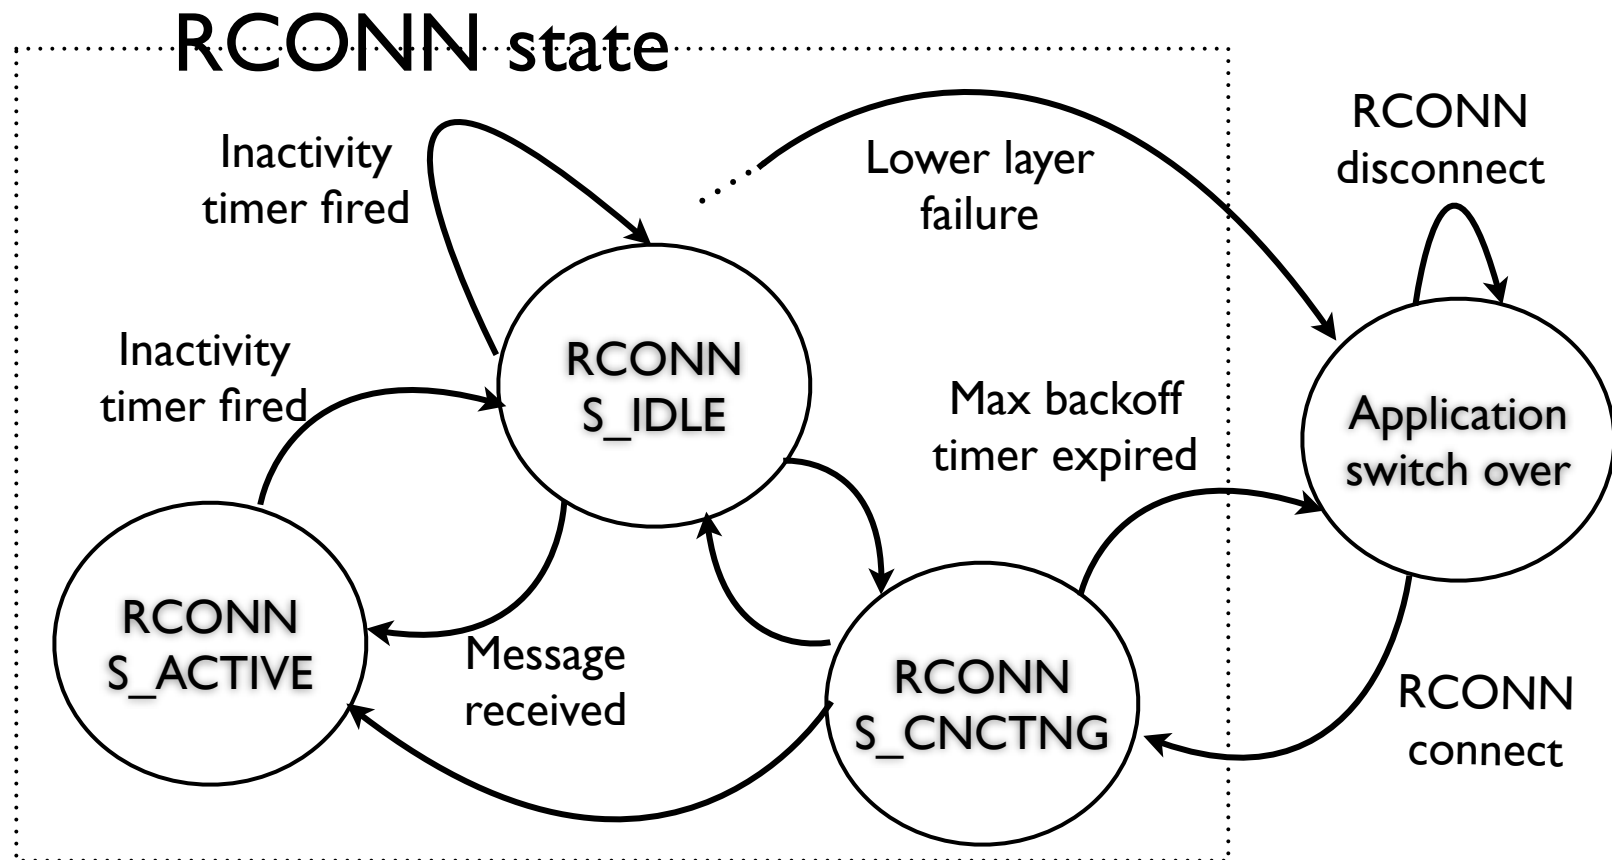 RCONN state
Inactivity
timer fired
Lower layer
failure
RCONN
disconnect
Inactivity
timer fired
RCONN
S_IDLE
Max backoff
timer expired
Application
switch over
RCONN
S_ACTIVE
Message
received
RCONN
S_CNCTNG
RCONN
connect